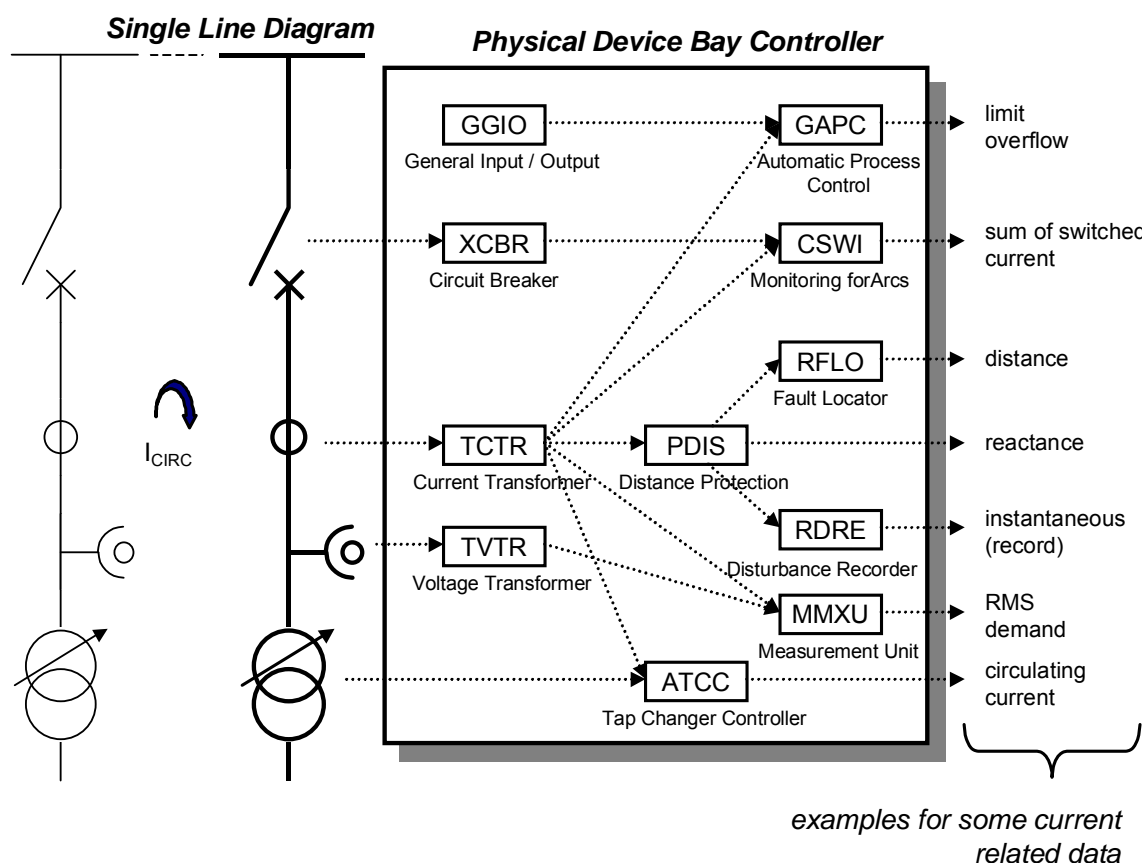 Single Line Diagram
Physical Device Bay Controller
GGIO
General Input / Output
GAPC
Automatic Process
Control
limit
overflow
XCBR
Circuit Breaker
CSWI
Monitoring forArcs
sum of switched
current
RFLO
Fault Locator
distance
ICIRC
TCTR
Current Transformer
PDIS
Distance Protection
reactance
TVTR
Voltage Transformer
RDRE
Disturbance Recorder
instantaneous
(record)
MMXU
Measurement Unit
RMS
demand
ATCC
Tap Changer Controller
circulating
current
examples for some current
related data